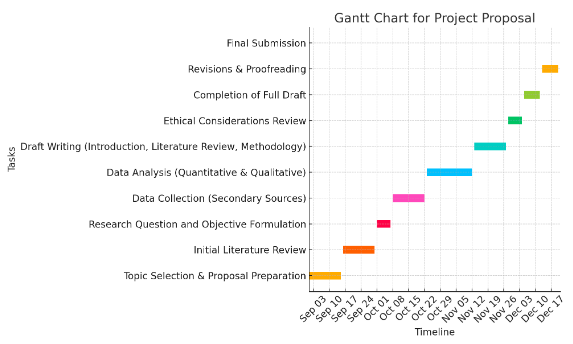 Gantt Chart for Project Proposal
Final Submission
Revisions & Proofreading
Completion of Full Draft
Ethical Considerations Review
Draft Writing (Introduction, Literature Review, Methodology)
Data Analysis (Quantitative & Qualitative)
Data Collection (Secondary Sources)
Research Question and Objective Formulation
Initial Literature Review
Topic Selection & Proposal Preparation
Tasks
Sep 03
Sep 10
Sep 17
Sep 24
Oct 01
Oct 08
Oct 15
Oct 22
Oct 29
Nov 05
Nov 12
Nov 19
Nov 26
Dec 03
Dec 10
Dec 17
Timeline